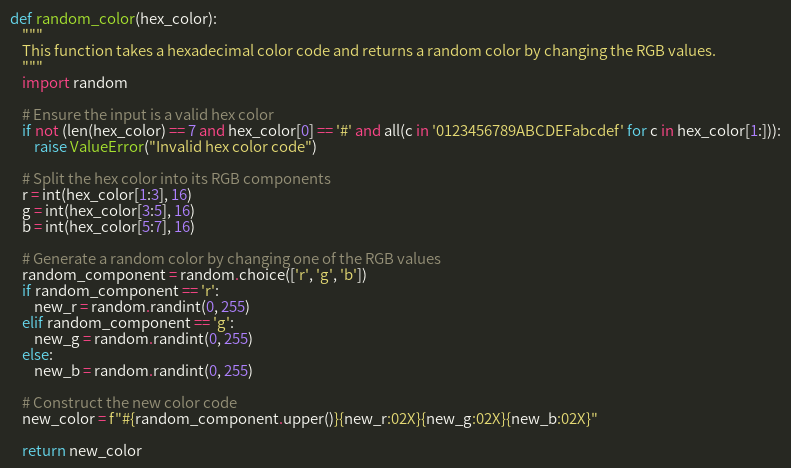 def random_color(hex_color):
    """
    This function takes a hexadecimal color code and returns a random color by changing the RGB values.
    """
    import random

    # Ensure the input is a valid hex color
    if not (len(hex_color) == 7 and hex_color[0] == '#' and all(c in '0123456789ABCDEFabcdef' for c in hex_color[1:])):
        raise ValueError("Invalid hex color code")

    # Split the hex color into its RGB components
    r = int(hex_color[1:3], 16)
    g = int(hex_color[3:5], 16)
    b = int(hex_color[5:7], 16)

    # Generate a random color by changing one of the RGB values
    random_component = random.choice(['r', 'g', 'b'])
    if random_component == 'r':
        new_r = random.randint(0, 255)
    elif random_component == 'g':
        new_g = random.randint(0, 255)
    else:
        new_b = random.randint(0, 255)

    # Construct the new color code
    new_color = f"#{random_component.upper()}{new_r:02X}{new_g:02X}{new_b:02X}"

    return new_color